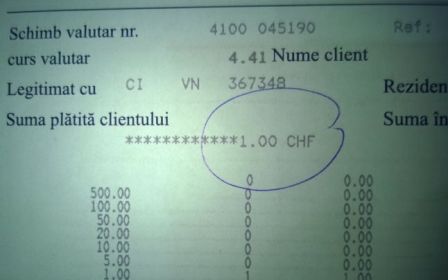 Schimb valutar nr. 4100 045190 Ref:
curs valutar 4.41 Nume client
Legitimat cu CI VN 367348 Reziden
Suma plătită clientului Suma în
************1.00 CHF
0 0.00
500.00 0 0.00
100.00 0 0.00
50.00 0 0.00
20.00 0 0.00
10.00 0 0.00
5.00 0 0.00
1.00 1